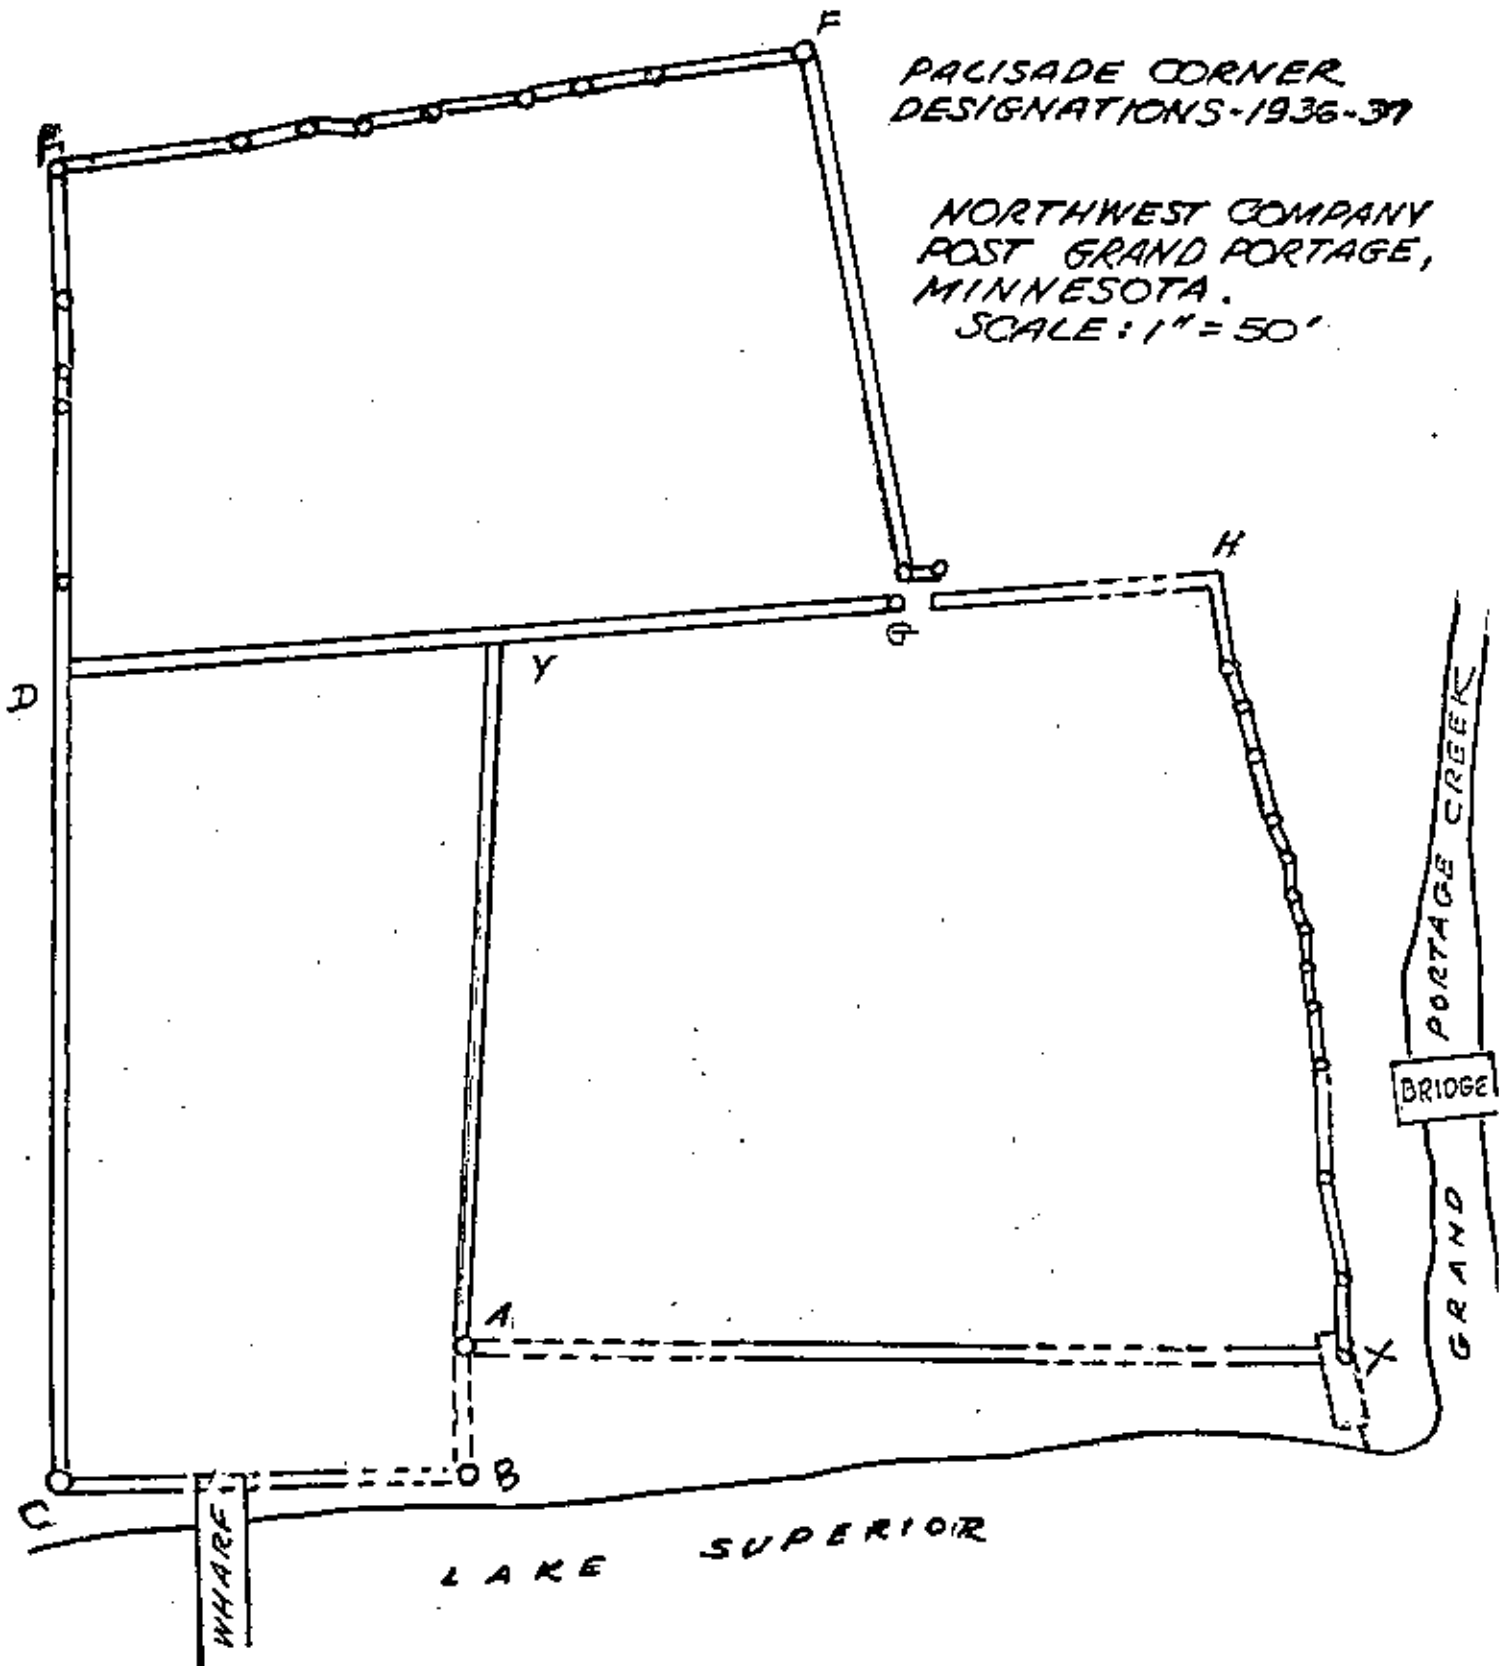 F
PALISADE CORNER
DESIGNATIONS-1936-37
NORTHWEST COMPANY
POST GRAND PORTAGE,
MINNESOTA.
SCALE: 1" = 50'
E
H
G
Y
D
GRAND PORTAGE CREEK
BRIDGE
A
X
B
C
WHARF
LAKE SUPERIOR